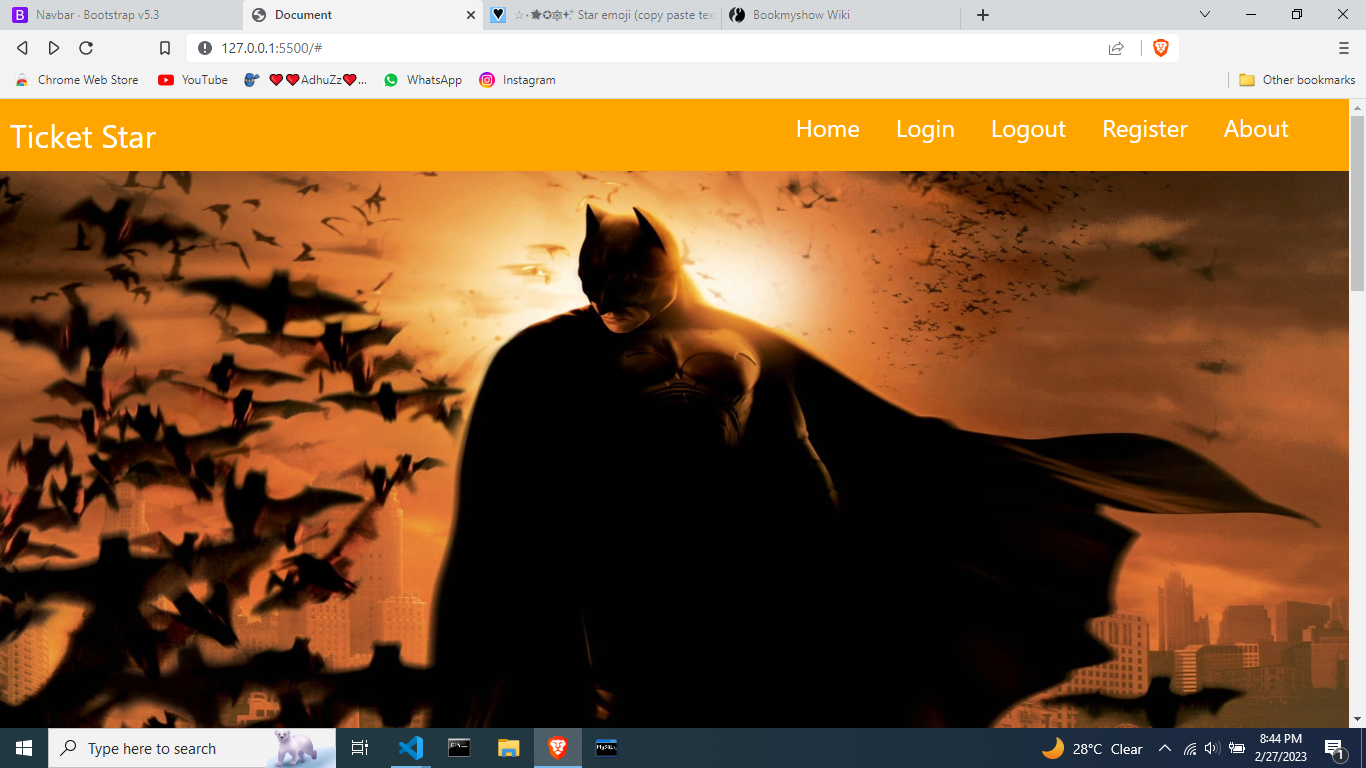 B Navbar · Bootstrap v5.3
Document
☆⋆ Star emoji (copy paste text
Bookmyshow Wiki
127.0.0.1:5500/#
Chrome Web Store
YouTube
❤️❤️AdhuZz❤️...
WhatsApp
Instagram
Other bookmarks
Ticket Star
Home Login Logout Register About
Type here to search
C:\_
MySQL
28°C Clear
8:44 PM
2/27/2023
1